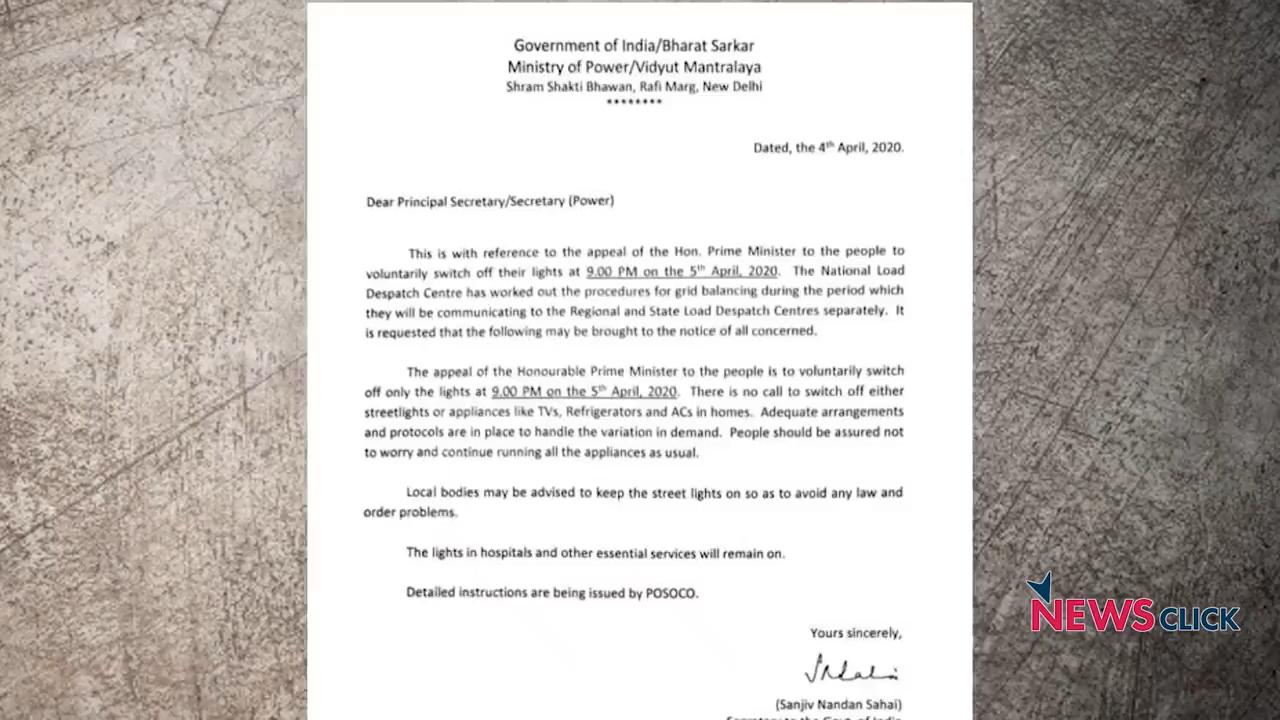 Government of India/Bharat Sarkar
Ministry of Power/Vidyut Mantralaya
Shram Shakti Bhawan, Rafi Marg, New Delhi
********
Dated, the 4th April, 2020.
Dear Principal Secretary/Secretary (Power)
This is with reference to the appeal of the Hon. Prime Minister to the people to
voluntarily switch off their lights at 9.00 PM on the 5th April, 2020. The National Load
Despatch Centre has worked out the procedures for grid balancing during the period which
they will be communicating to the Regional and State Load Despatch Centres separately. It
is requested that the following may be brought to the notice of all concerned.
The appeal of the Honourable Prime Minister to the people is to voluntarily switch
off only the lights at 9.00 PM on the 5th April, 2020. There is no call to switch off either
streetlights or appliances like TVs, Refrigerators and ACs in homes. Adequate arrangements
and protocols are in place to handle the variation in demand. People should be assured not
to worry and continue running all the appliances as usual.
Local bodies may be advised to keep the street lights on so as to avoid any law and
order problems.
The lights in hospitals and other essential services will remain on.
Detailed instructions are being issued by POSOCO.
Yours sincerely,
(Sanjiv Nandan Sahai)
Secretary to the Govt. of India
NEWSCLICK